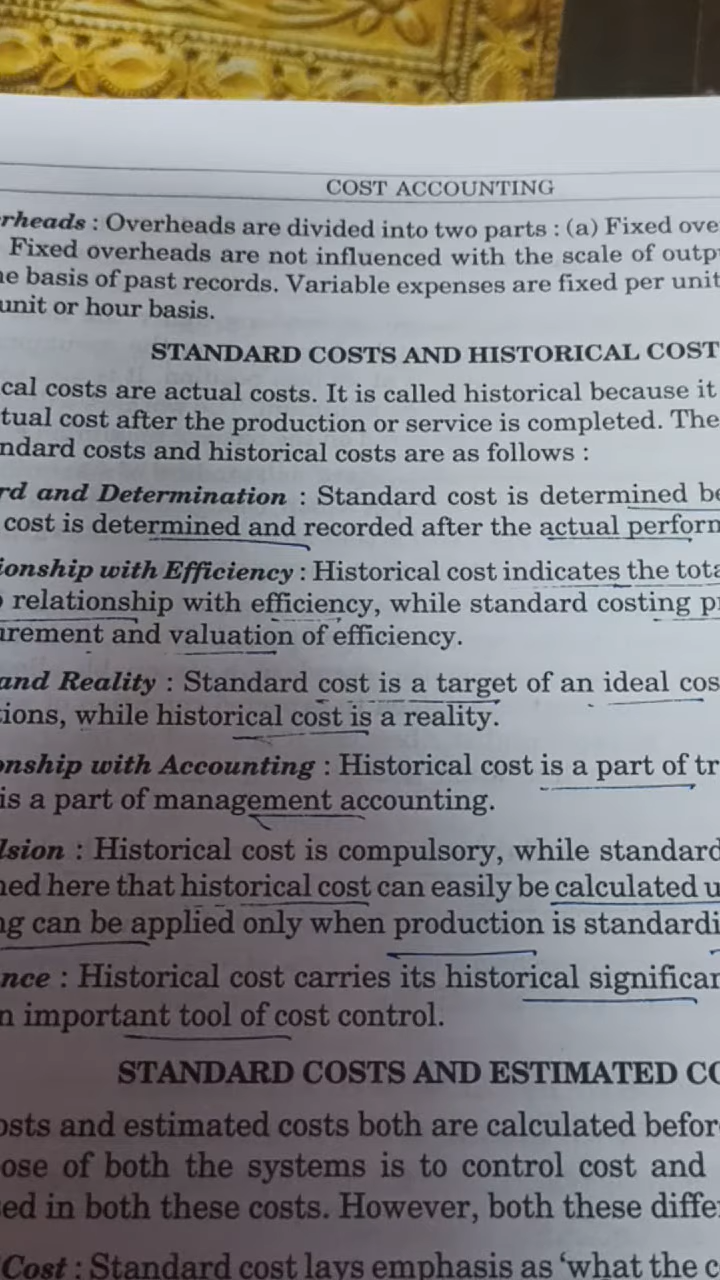 COST ACCOUNTING
rheads : Overheads are divided into two parts : (a) Fixed ove
Fixed overheads are not influenced with the scale of outp
e basis of past records. Variable expenses are fixed per unit
unit or hour basis.
STANDARD COSTS AND HISTORICAL COST
cal costs are actual costs. It is called historical because it
tual cost after the production or service is completed. The
ndard costs and historical costs are as follows :
rd and Determination : Standard cost is determined be
cost is determined and recorded after the actual perform
ionship with Efficiency : Historical cost indicates the tota
relationship with efficiency, while standard costing pr
urement and valuation of efficiency.
and Reality : Standard cost is a target of an ideal cos
ions, while historical cost is a reality.
onship with Accounting : Historical cost is a part of tr
is a part of management accounting.
lsion : Historical cost is compulsory, while standard
ned here that historical cost can easily be calculated u
ng can be applied only when production is standardi
nce : Historical cost carries its historical significan
n important tool of cost control.
STANDARD COSTS AND ESTIMATED CO
osts and estimated costs both are calculated before
ose of both the systems is to control cost and
ed in both these costs. However, both these diffe
Cost : Standard cost lays emphasis as 'what the c